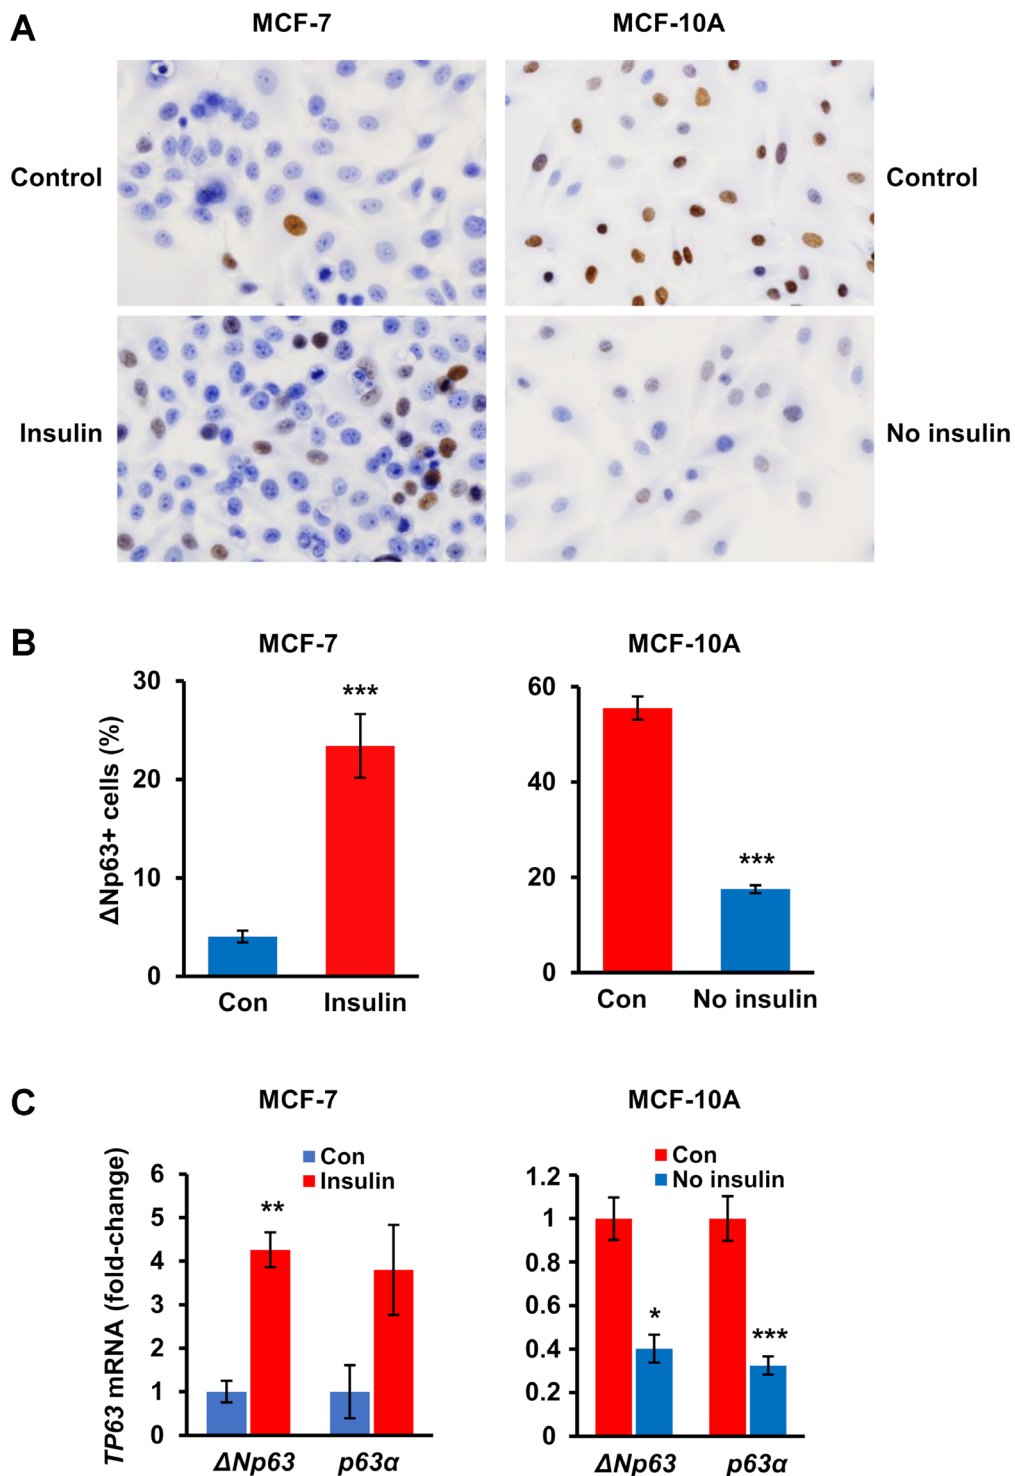 A
MCF-7
MCF-10A
Control
Control
Insulin
No insulin
B
MCF-7
MCF-10A
ΔNp63+ cells (%)
30
20
10
0
***
Con
Insulin
60
40
20
0
***
Con
No insulin
C
MCF-7
MCF-10A
TP63 mRNA (fold-change)
Con
Insulin
6
5
4
3
2
1
0
**
ΔNp63
p63α
Con
No insulin
1.2
1
0.8
0.6
0.4
0.2
0
*
***
ΔNp63
p63α